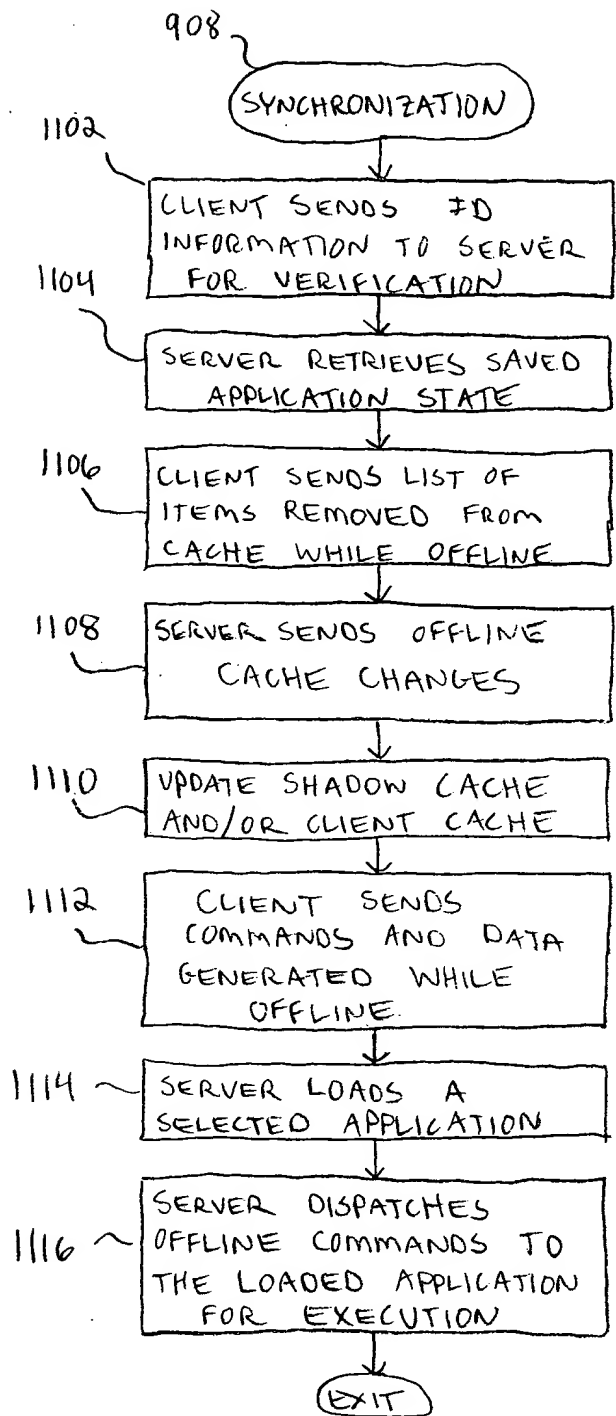 908
SYNCHRONIZATION
1102
CLIENT SENDS ID
INFORMATION TO SERVER
FOR VERIFICATION
1104
SERVER RETRIEVES SAVED
APPLICATION STATE
1106
CLIENT SENDS LIST OF
ITEMS REMOVED FROM
CACHE WHILE OFFLINE
1108
SERVER SENDS OFFLINE
CACHE CHANGES
1110
UPDATE SHADOW CACHE
AND/OR CLIENT CACHE
1112
CLIENT SENDS
COMMANDS AND DATA
GENERATED WHILE
OFFLINE.
1114
SERVER LOADS A
SELECTED APPLICATION
1116
SERVER DISPATCHES
OFFLINE COMMANDS TO
THE LOADED APPLICATION
FOR EXECUTION
EXIT